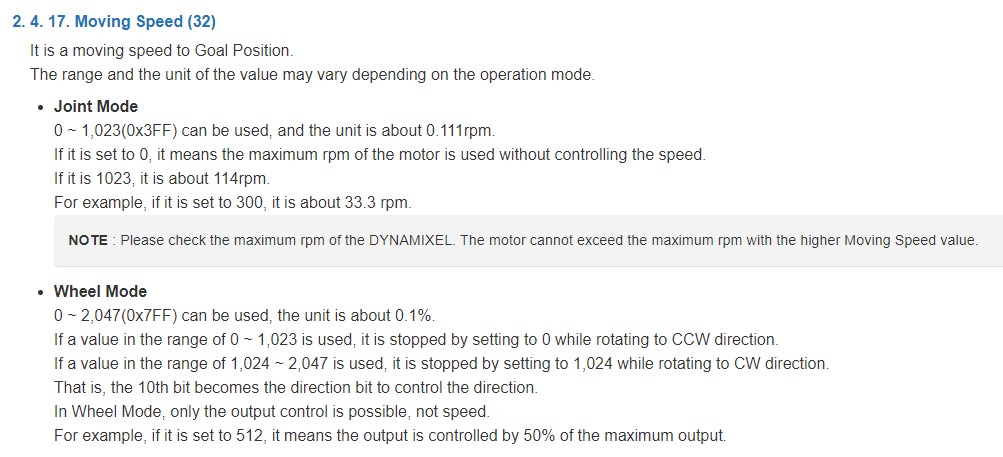 2. 4. 17. Moving Speed (32)
It is a moving speed to Goal Position.
The range and the unit of the value may vary depending on the operation mode.
• Joint Mode
0 ~ 1,023(0x3FF) can be used, and the unit is about 0.111rpm.
If it is set to 0, it means the maximum rpm of the motor is used without controlling the speed.
If it is 1023, it is about 114rpm.
For example, if it is set to 300, it is about 33.3 rpm.
NOTE : Please check the maximum rpm of the DYNAMIXEL. The motor cannot exceed the maximum rpm with the higher Moving Speed value.
• Wheel Mode
0 ~ 2,047(0x7FF) can be used, the unit is about 0.1%.
If a value in the range of 0 ~ 1,023 is used, it is stopped by setting to 0 while rotating to CCW direction.
If a value in the range of 1,024 ~ 2,047 is used, it is stopped by setting to 1,024 while rotating to CW direction.
That is, the 10th bit becomes the direction bit to control the direction.
In Wheel Mode, only the output control is possible, not speed.
For example, if it is set to 512, it means the output is controlled by 50% of the maximum output.